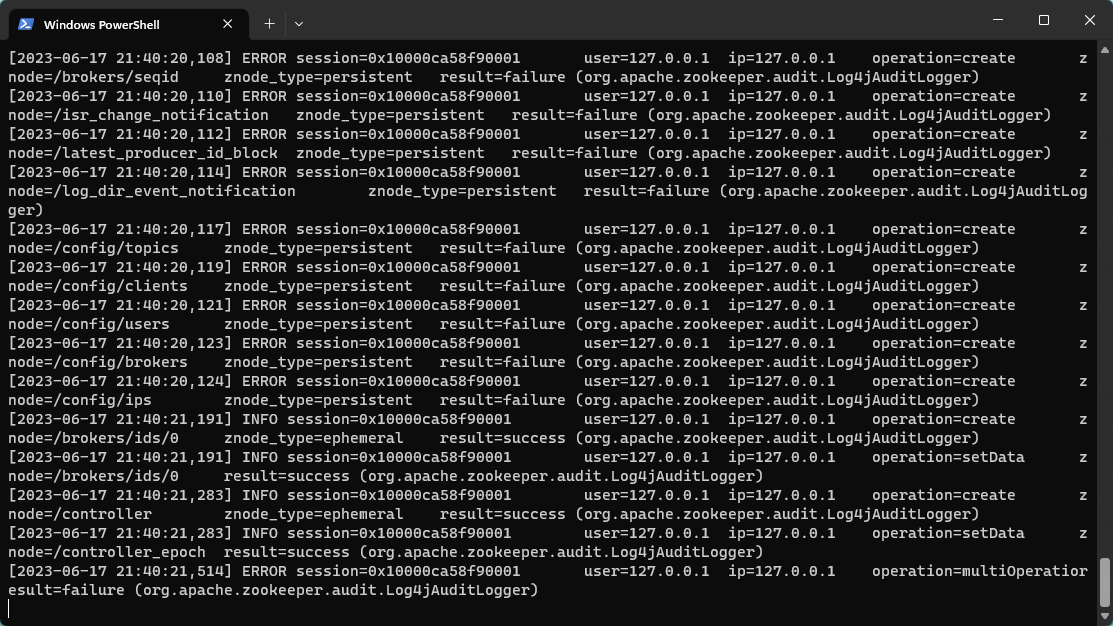 Windows PowerShell
[2023-06-17 21:40:20,108] ERROR session=0x10000ca58f90001 user=127.0.0.1 ip=127.0.0.1 operation=create z
node=/brokers/seqid znode_type=persistent result=failure (org.apache.zookeeper.audit.Log4jAuditLogger)
[2023-06-17 21:40:20,110] ERROR session=0x10000ca58f90001 user=127.0.0.1 ip=127.0.0.1 operation=create z
node=/isr_change_notification znode_type=persistent result=failure (org.apache.zookeeper.audit.Log4jAuditLogger)
[2023-06-17 21:40:20,112] ERROR session=0x10000ca58f90001 user=127.0.0.1 ip=127.0.0.1 operation=create z
node=/latest_producer_id_block znode_type=persistent result=failure (org.apache.zookeeper.audit.Log4jAuditLogger)
[2023-06-17 21:40:20,114] ERROR session=0x10000ca58f90001 user=127.0.0.1 ip=127.0.0.1 operation=create z
node=/log_dir_event_notification znode_type=persistent result=failure (org.apache.zookeeper.audit.Log4jAuditLog
ger)
[2023-06-17 21:40:20,117] ERROR session=0x10000ca58f90001 user=127.0.0.1 ip=127.0.0.1 operation=create z
node=/config/topics znode_type=persistent result=failure (org.apache.zookeeper.audit.Log4jAuditLogger)
[2023-06-17 21:40:20,119] ERROR session=0x10000ca58f90001 user=127.0.0.1 ip=127.0.0.1 operation=create z
node=/config/clients znode_type=persistent result=failure (org.apache.zookeeper.audit.Log4jAuditLogger)
[2023-06-17 21:40:20,121] ERROR session=0x10000ca58f90001 user=127.0.0.1 ip=127.0.0.1 operation=create z
node=/config/users znode_type=persistent result=failure (org.apache.zookeeper.audit.Log4jAuditLogger)
[2023-06-17 21:40:20,123] ERROR session=0x10000ca58f90001 user=127.0.0.1 ip=127.0.0.1 operation=create z
node=/config/brokers znode_type=persistent result=failure (org.apache.zookeeper.audit.Log4jAuditLogger)
[2023-06-17 21:40:20,124] ERROR session=0x10000ca58f90001 user=127.0.0.1 ip=127.0.0.1 operation=create z
node=/config/ips znode_type=persistent result=failure (org.apache.zookeeper.audit.Log4jAuditLogger)
[2023-06-17 21:40:21,191] INFO session=0x10000ca58f90001 user=127.0.0.1 ip=127.0.0.1 operation=create z
node=/brokers/ids/0 znode_type=ephemeral result=success (org.apache.zookeeper.audit.Log4jAuditLogger)
[2023-06-17 21:40:21,191] INFO session=0x10000ca58f90001 user=127.0.0.1 ip=127.0.0.1 operation=setData z
node=/brokers/ids/0 result=success (org.apache.zookeeper.audit.Log4jAuditLogger)
[2023-06-17 21:40:21,283] INFO session=0x10000ca58f90001 user=127.0.0.1 ip=127.0.0.1 operation=create z
node=/controller znode_type=ephemeral result=success (org.apache.zookeeper.audit.Log4jAuditLogger)
[2023-06-17 21:40:21,283] INFO session=0x10000ca58f90001 user=127.0.0.1 ip=127.0.0.1 operation=setData z
node=/controller_epoch result=success (org.apache.zookeeper.audit.Log4jAuditLogger)
[2023-06-17 21:40:21,514] ERROR session=0x10000ca58f90001 user=127.0.0.1 ip=127.0.0.1 operation=multiOperatior
esult=failure (org.apache.zookeeper.audit.Log4jAuditLogger)